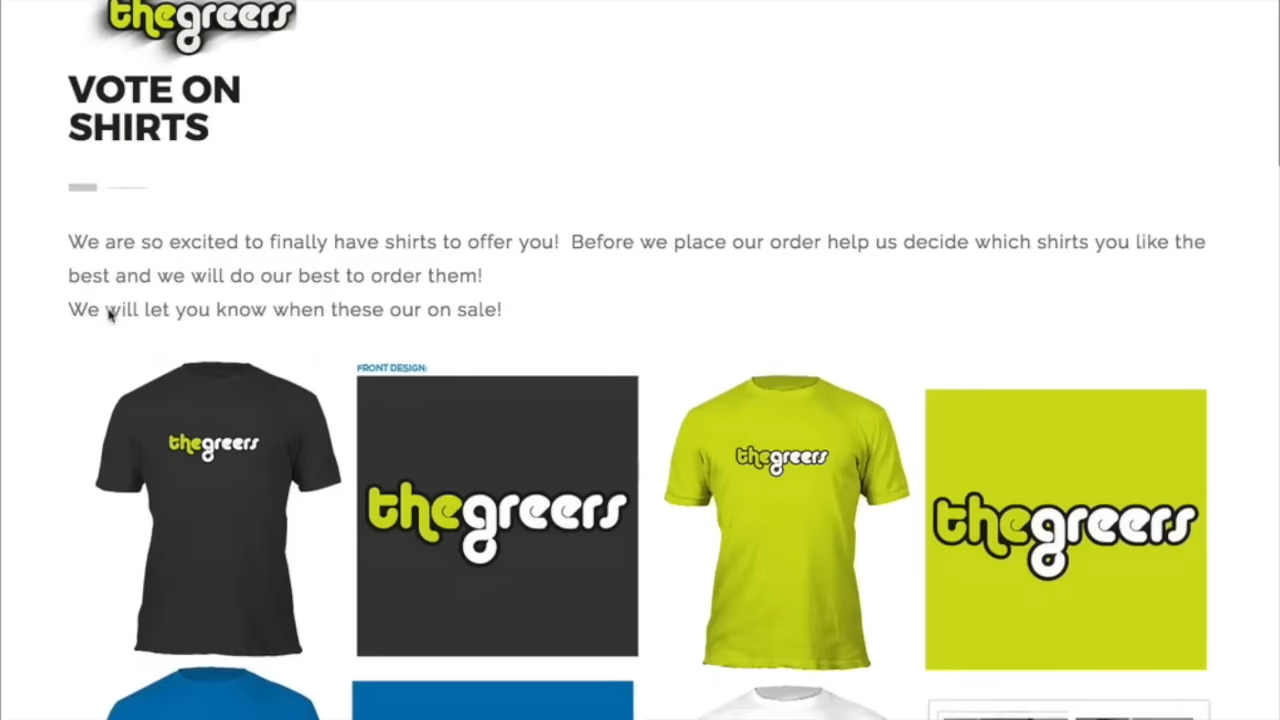 thegreers
VOTE ON
SHIRTS
We are so excited to finally have shirts to offer you!  Before we place our order help us decide which shirts you like the
best and we will do our best to order them!
We will let you know when these our on sale!
FRONT DESIGN:
thegreers
thegreers
thegreers
thegreers